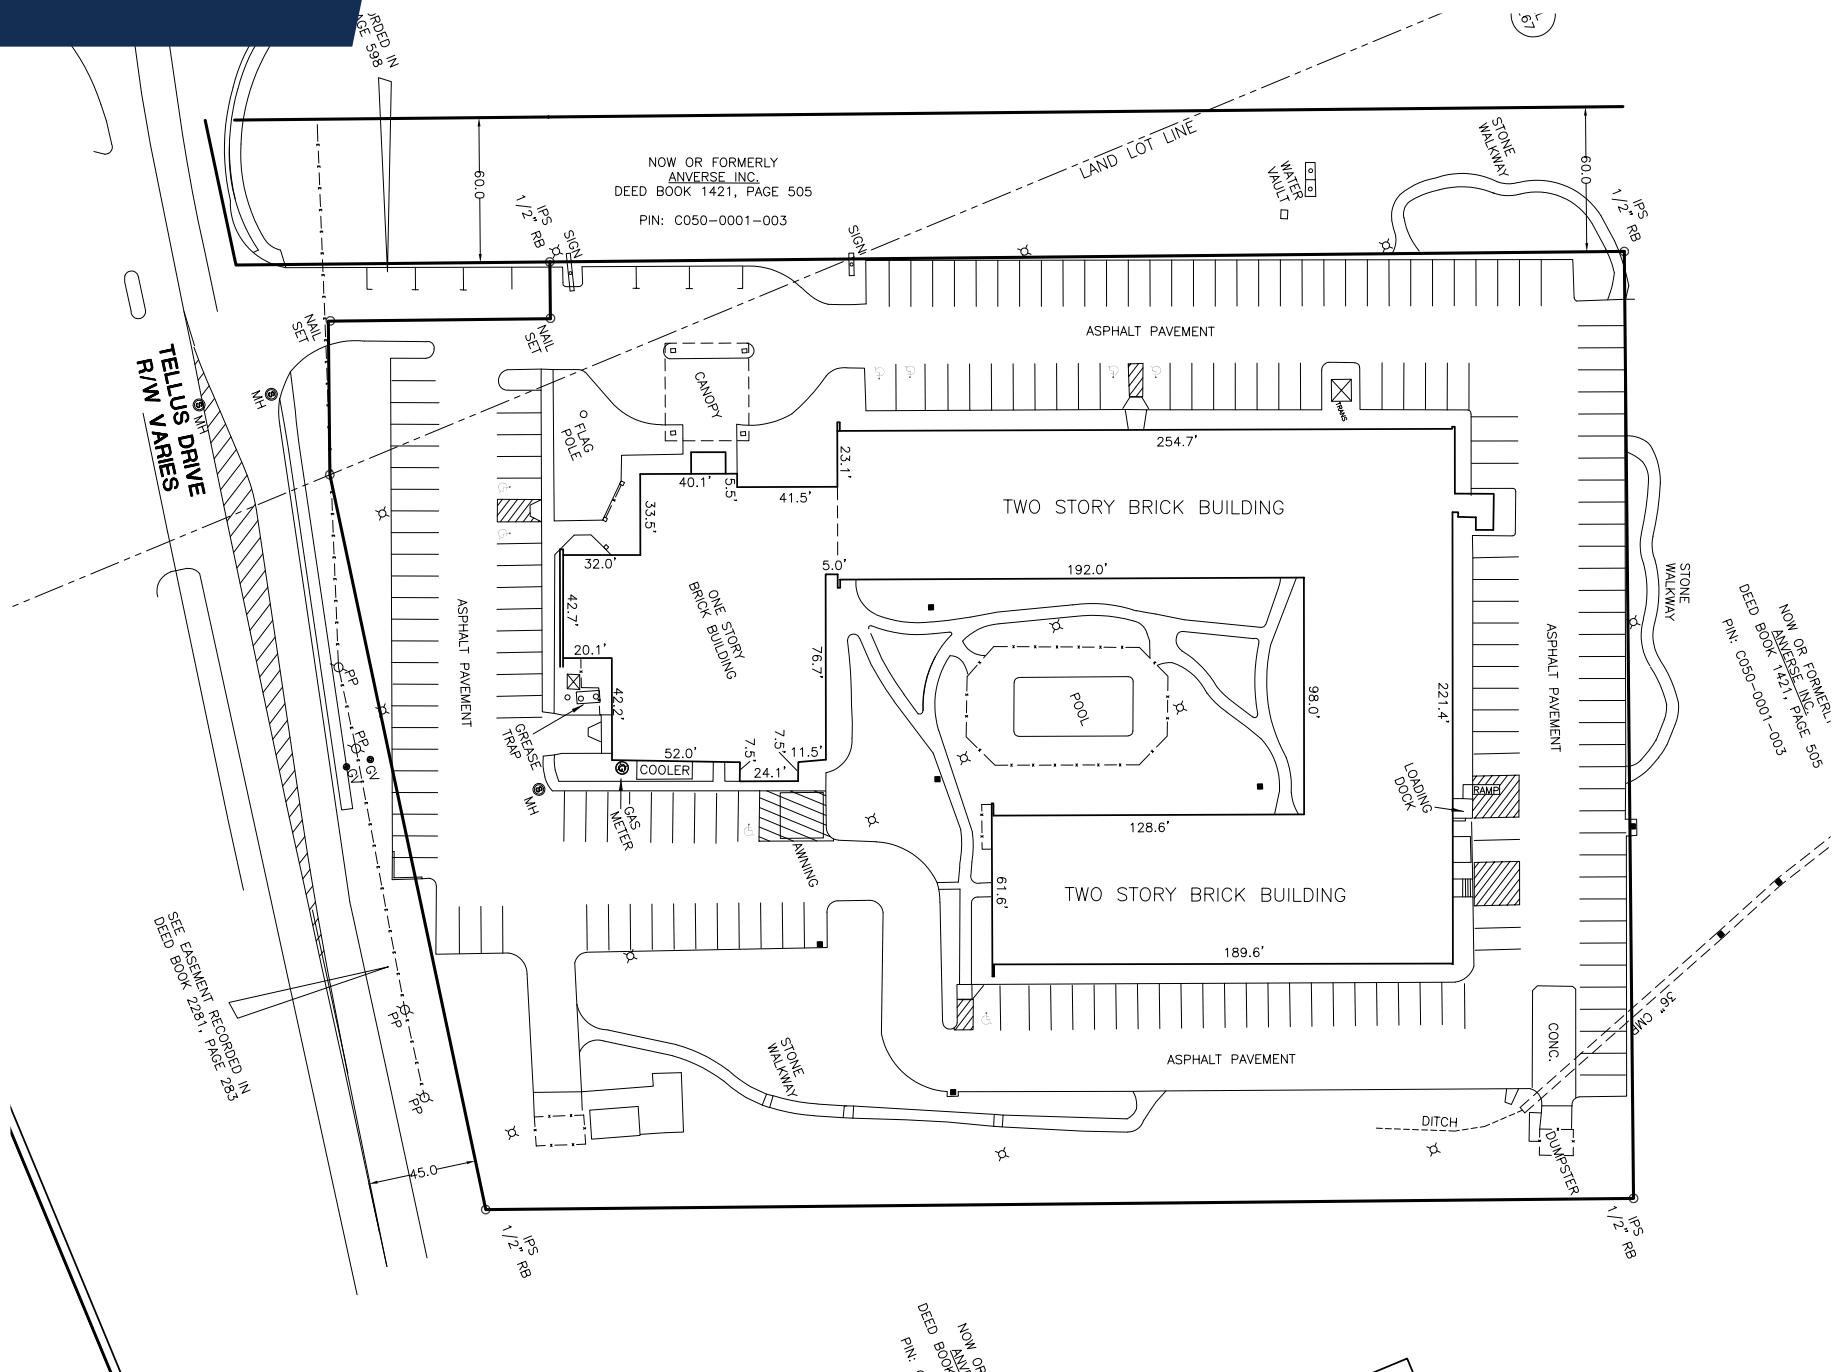 ORDED IN
AGE 598
67
60.0
NOW OR FORMERLY
ANVERSE INC.
DEED BOOK 1421, PAGE 505
PIN: C050-0001-003
LAND LOT LINE
STONE
WALKWAY
WATER
VAULT
60.0
IPS
1/2" RB
SIGN
SIGN
IPS
1/2" RB
NAIL
SET
NAIL
SET
TELLUS DRIVE
R/W VARIES
MH
MH
CANOPY
FLAG
POLE
ASPHALT PAVEMENT
TRANS
254.7'
23.1'
40.1'
5.5'
41.5'
33.5'
TWO STORY BRICK BUILDING
32.0'
5.0'
192.0'
42.7'
ONE STORY
BRICK BUILDING
ASPHALT PAVEMENT
20.1'
76.7'
42.2'
98.0'
221.4'
POOL
ASPHALT PAVEMENT
STONE
WALKWAY
NOW OR FORMERLY
ANVERSE INC.
DEED BOOK 1421, PAGE 505
PIN: C050-0001-003
PP
PP
GV
GV
GREASE
TRAP
52.0'
7.5'
7.5'
11.5'
24.1'
COOLER
MH
GAS
METER
AWNING
LOADING
DOCK
RAMP
128.6'
61.6'
TWO STORY BRICK BUILDING
189.6'
SEE EASEMENT RECORDED IN
DEED BOOK 2281, PAGE 283
PP
PP
STONE
WALKWAY
ASPHALT PAVEMENT
CONC.
36" CMP
DITCH
DUMPSTER
45.0
IPS
1/2" RB
IPS
1/2" RB
NOW OR
ANVE
DEED BOOK
PIN: